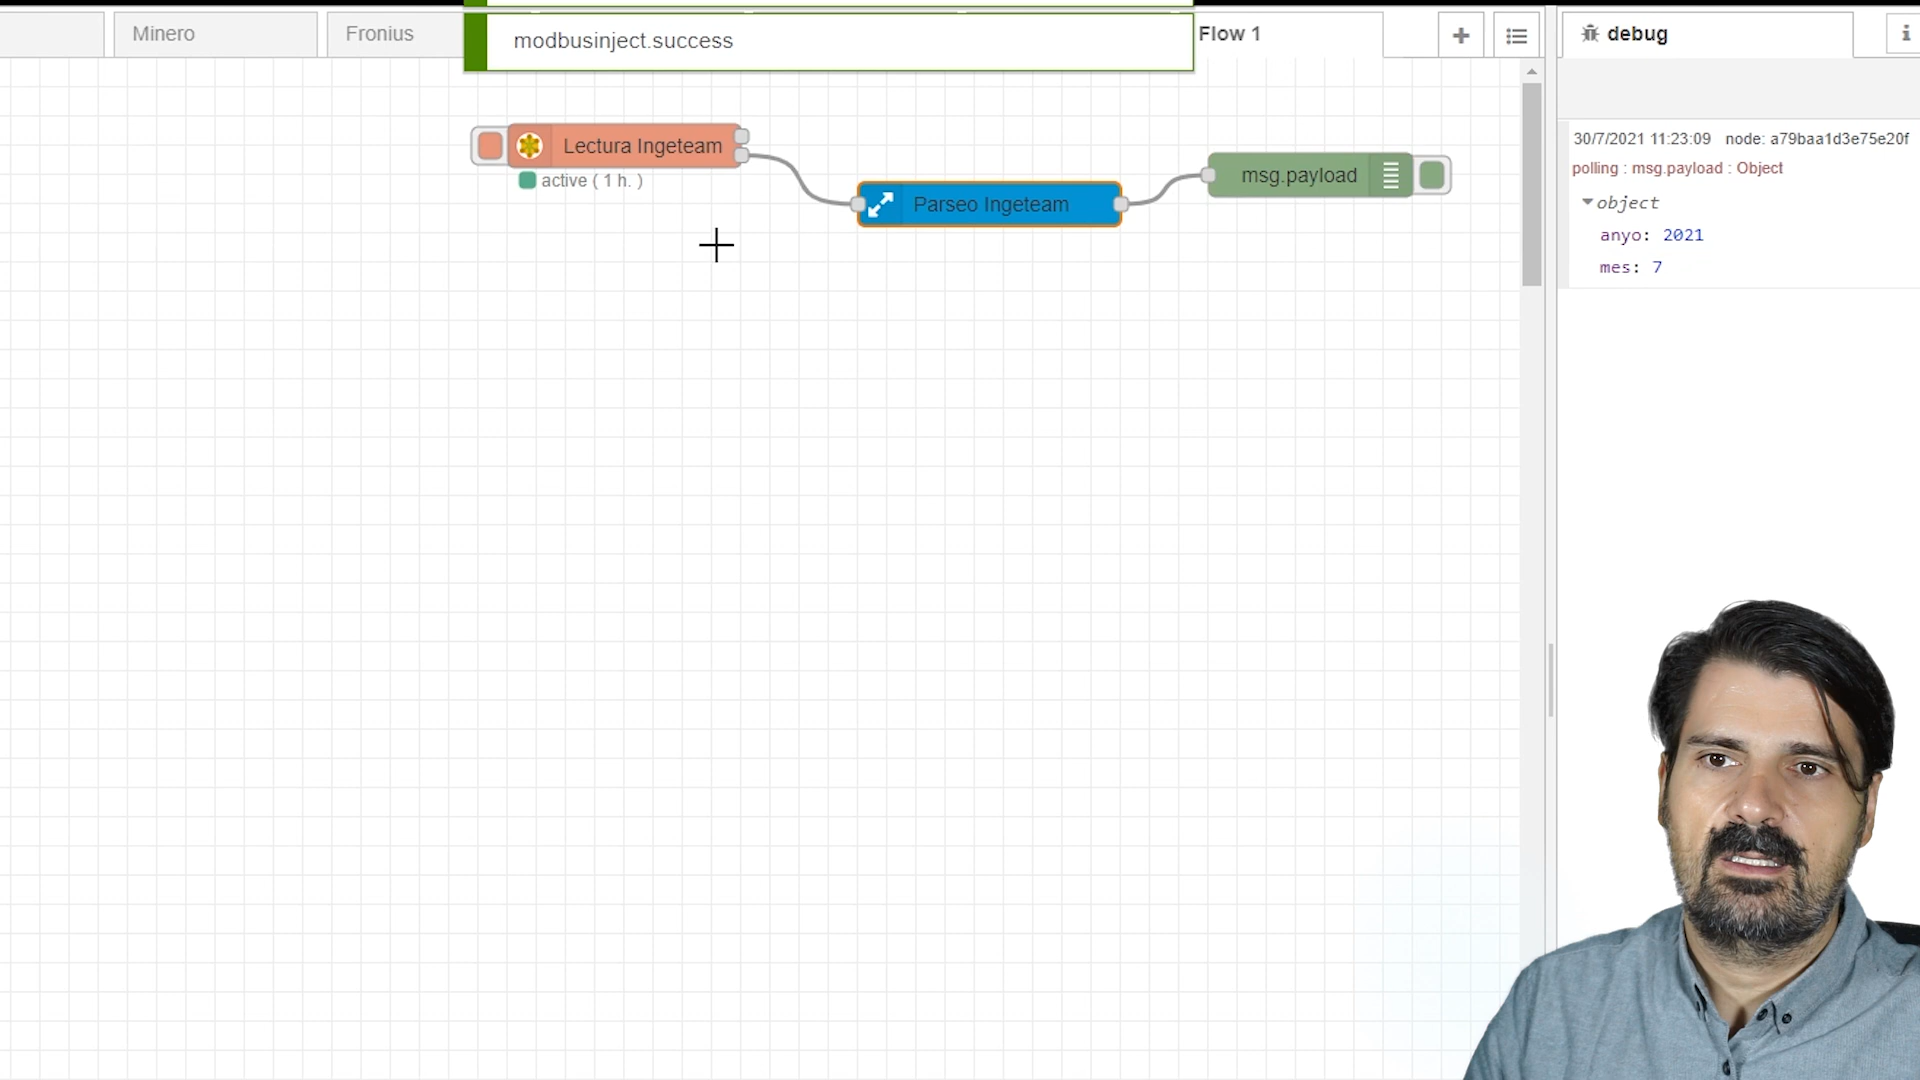 Minero
Fronius
modbusinject.success
Flow 1
+
debug
i
Lectura Ingeteam
active ( 1 h. )
Parseo Ingeteam
msg.payload
30/7/2021 11:23:09 node: a79baa1d3e75e20f
polling : msg.payload : Object
object
anyo: 2021
mes: 7